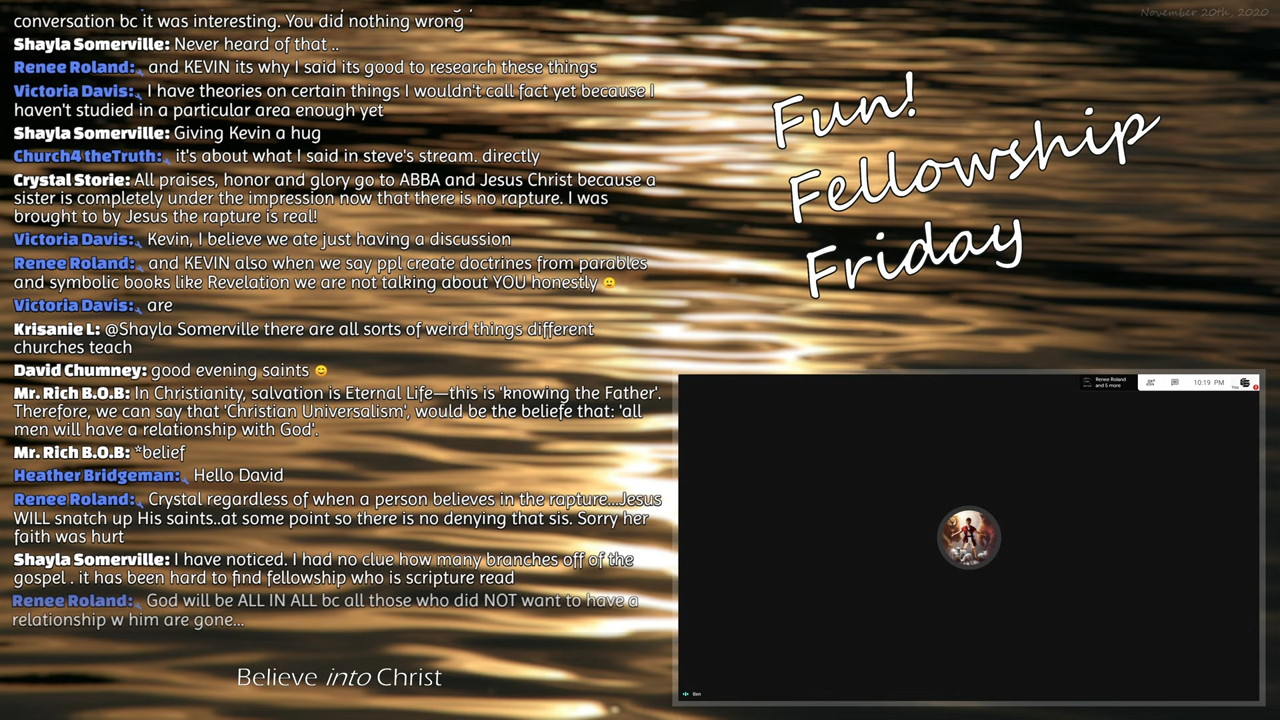 conversation bc it was interesting. You did nothing wrong
Shayla Somerville: Never heard of that ..
Renee Roland: and KEVIN its why I said its good to research these things
Victoria Davis: I have theories on certain things I wouldn't call fact yet because I
haven't studied in a particular area enough yet
Shayla Somerville: Giving Kevin a hug
Church4 theTruth: it's about what I said in steve's stream. directly
Crystal Storie: All praises, honor and glory go to ABBA and Jesus Christ because a
sister is completely under the impression now that there is no rapture. I was
brought to by Jesus the rapture is real!
Victoria Davis: Kevin, I believe we ate just having a discussion
Renee Roland: and KEVIN also when we say ppl create doctrines from parables
and symbolic books like Revelation we are not talking about YOU honestly
Victoria Davis: are
Krisanie L: @Shayla Somerville there are all sorts of weird things different
churches teach
David Chumney: good evening saints
Mr. Rich B.O.B: In Christianity, salvation is Eternal Life—this is 'knowing the Father'.
Therefore, we can say that 'Christian Universalism', would be the beliefe that: 'all
men will have a relationship with God'.
Mr. Rich B.O.B: *belief
Heather Bridgeman: Hello David
Renee Roland: Crystal regardless of when a person believes in the rapture...Jesus
WILL snatch up His saints..at some point so there is no denying that sis. Sorry her
faith was hurt
Shayla Somerville: I have noticed. I had no clue how many branches off of the
gospel . it has been hard to find fellowship who is scripture read
Renee Roland: God will be ALL IN ALL bc all those who did NOT want to have a
relationship w him are gone...
Believe into Christ
November 20th, 2020
Fun!
Fellowship
Friday
Renee Roland
and 5 more
10:19 PM
You
Ben